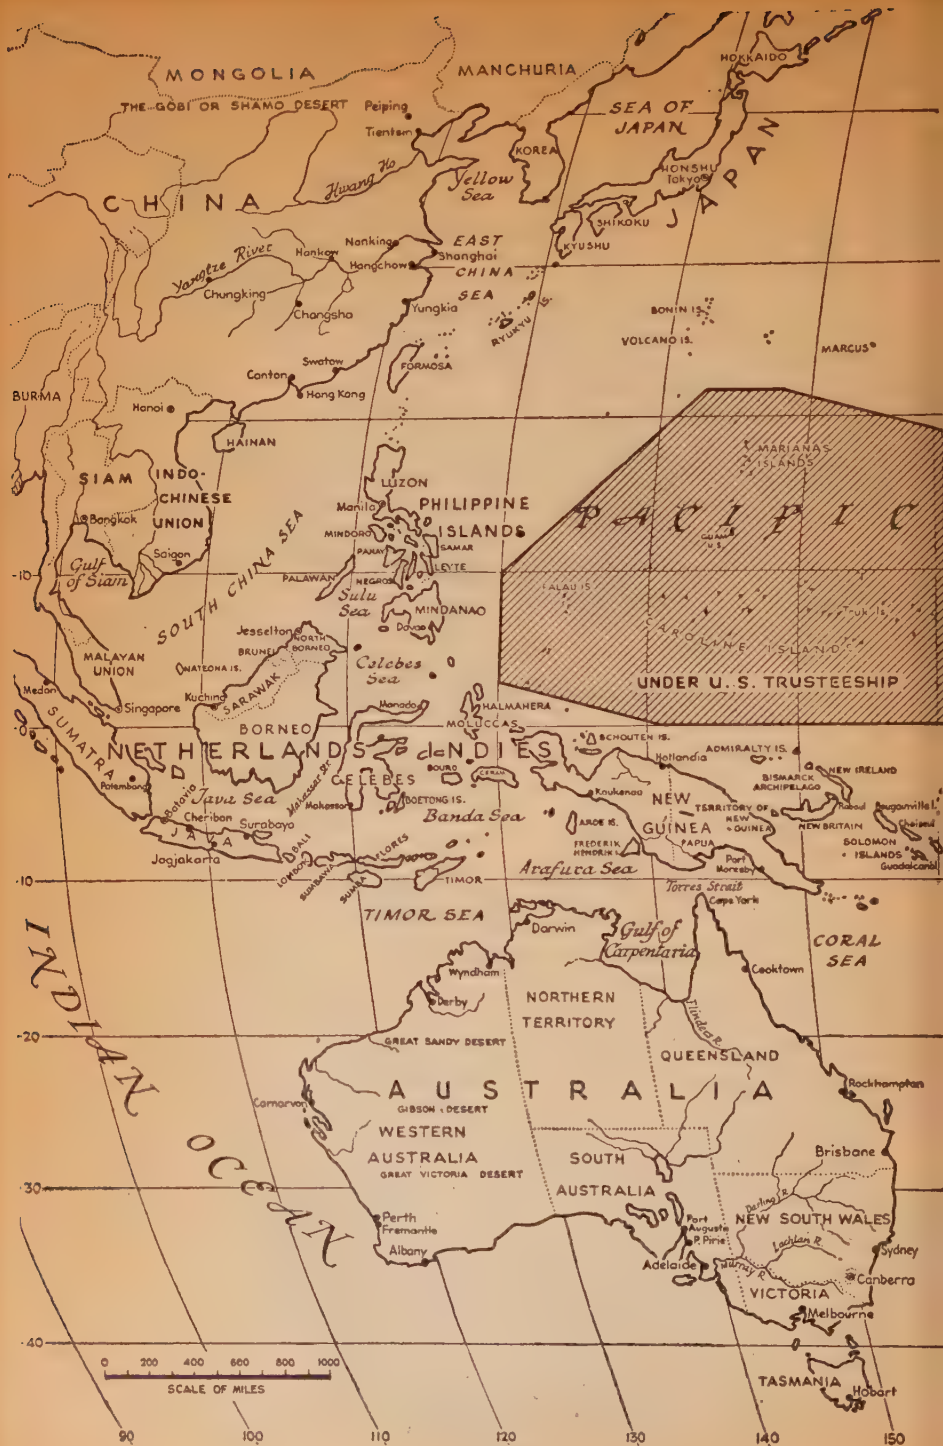 MONGOLIA
MANCHURIA
HOKKAIDO
THE GOBI OR SHAMO DESERT
Peiping
SEA OF
JAPAN
Tientsin
KOREA
JAPAN
HONSHU
Tokyo
CHINA
Hwang Ho
Yellow
Sea
SHIKOKU
KYUSHU
Yangtze River
Nanking
Hankow
Hangchow
Shanghai
EAST
CHINA
SEA
Chungking
Changsha
Yungkia
RYUKYU IS.
BONIN IS.
VOLCANO IS.
MARCUS
Swatow
Canton
Hong Kong
FORMOSA
BURMA
Hanoi
HAINAN
SIAM
INDO-
CHINESE
UNION
Bangkok
Saigon
Gulf
of Siam
LUZON
Manila
PHILIPPINE
ISLANDS
MINDORO
PANAY
SAMAR
LEYTE
NEGROS
PALAWAN
Sulu
Sea
MINDANAO
Davao
SOUTH CHINA SEA
MARIANAS
ISLANDS
PACIFIC
GUAM
U.S.
PALAU IS.
Truk Is.
CAROLINE ISLANDS
UNDER U. S. TRUSTEESHIP
-10
Jesselton
NORTH
BORNEO
BRUNEI
Celebes
Sea
MALAYAN
UNION
NATEONA IS.
Kuching
SARAWAK
Medan
Singapore
BORNEO
Manado
HALMAHERA
MOLUCCAS
-0
SUMATRA
NETHERLANDS INDIES
SCHOUTEN IS.
Hollandia
ADMIRALTY IS.
NEW IRELAND
BISMARCK
ARCHIPELAGO
Palembang
Makassar Str.
CELEBES
BOURO
CERAM
Batavia
Java Sea
Makassar
BOETONG IS.
Banda Sea
Kaukenau
NEW
GUINEA
TERRITORY OF
NEW
GUINEA
Rabaul
Bougainville I.
Choiseul
Cheribon
Surabaya
JAVA
AROE IS.
FREDERIK
HENDRIK I.
PAPUA
NEW BRITAIN
SOLOMON
ISLANDS
Guadalcanal
Jogjakarta
BALI
LOMBOK
SUMBAWA
FLORES
SUMBA
TIMOR
Arafura Sea
Port
Moresby
-10
Torres Strait
Cape York
TIMOR SEA
Darwin
Gulf of
Carpentaria
CORAL
SEA
INDIAN
OCEAN
Wyndham
Derby
Cooktown
NORTHERN
TERRITORY
Flinders R.
-20
GREAT SANDY DESERT
QUEENSLAND
AUSTRALIA
Rockhampton
Carnarvon
GIBSON DESERT
WESTERN
AUSTRALIA
GREAT VICTORIA DESERT
SOUTH
AUSTRALIA
Brisbane
-30
Perth
Fremantle
Albany
Darling R.
Port
Augusta
P. Pirie
NEW SOUTH WALES
Lachlan R.
Sydney
Adelaide
Murray R.
Canberra
VICTORIA
Melbourne
-40
TASMANIA
Hobart
0 200 400 600 800 1000
SCALE OF MILES
90 100 110 120 130 140 150